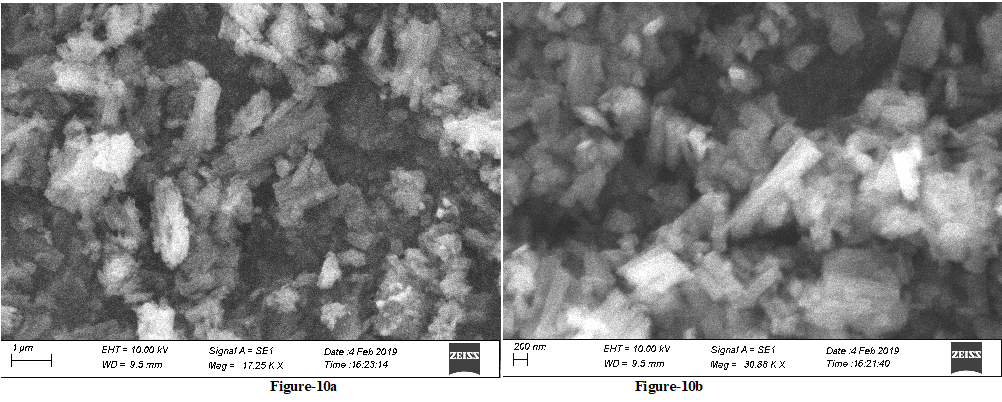 1 µm
EHT = 10.00 kV
Signal A = SE1
Date :4 Feb 2019
ZEISS
WD = 9.5 mm
Mag = 17.25 K X
Time :16:23:14
200 nm
EHT = 10.00 kV
Signal A = SE1
Date :4 Feb 2019
ZEISS
WD = 9.5 mm
Mag = 30.88 K X
Time :16:21:40
Figure-10a
Figure-10b